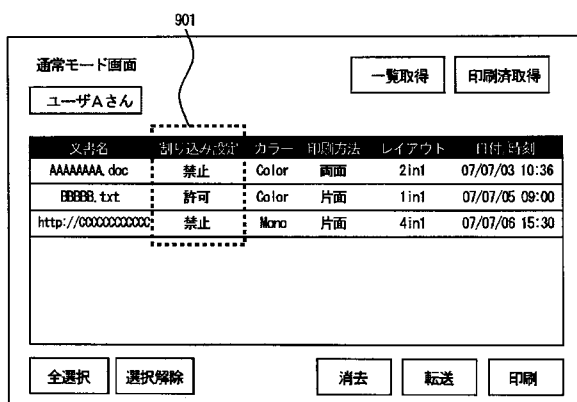 901
通常モード画面
一覧取得 印刷済取得
ユーザAさん
文書名 割り込み設定 カラー 印刷方法 レイアウト 日付 時刻
AAAAAAAA.doc 禁止 Color 両面 2in1 07/07/03 10:36
BBBBB.txt 許可 Color 片面 1in1 07/07/05 09:00
http://CCCCCCCCCCC 禁止 Mono 片面 4in1 07/07/06 15:30
全選択 選択解除 消去 転送 印刷